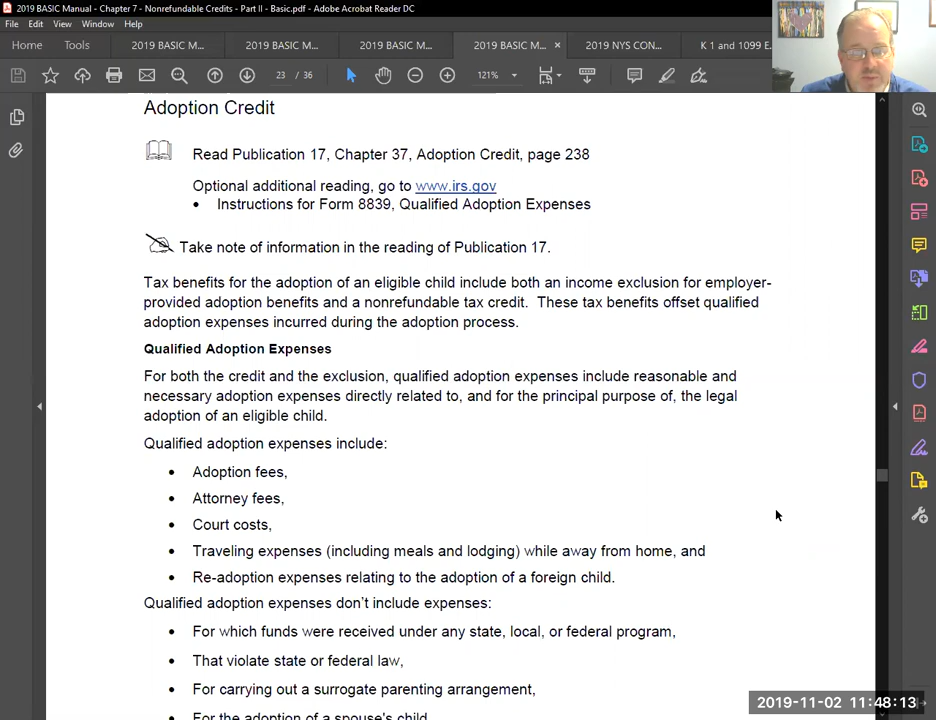 2019 BASIC Manual - Chapter 7 - Nonrefundable Credits - Part II - Basic.pdf - Adobe Acrobat Reader DC
File Edit View Window Help
Home Tools 2019 BASIC M... 2019 BASIC M... 2019 BASIC M... 2019 BASIC M... × 2019 NYS CON... K 1 and 1099 E.
23 / 36 121%
Adoption Credit
Read Publication 17, Chapter 37, Adoption Credit, page 238
Optional additional reading, go to www.irs.gov
• Instructions for Form 8839, Qualified Adoption Expenses
Take note of information in the reading of Publication 17.
Tax benefits for the adoption of an eligible child include both an income exclusion for employer-
provided adoption benefits and a nonrefundable tax credit. These tax benefits offset qualified
adoption expenses incurred during the adoption process.
Qualified Adoption Expenses
For both the credit and the exclusion, qualified adoption expenses include reasonable and
necessary adoption expenses directly related to, and for the principal purpose of, the legal
adoption of an eligible child.
Qualified adoption expenses include:
• Adoption fees,
• Attorney fees,
• Court costs,
• Traveling expenses (including meals and lodging) while away from home, and
• Re-adoption expenses relating to the adoption of a foreign child.
Qualified adoption expenses don't include expenses:
• For which funds were received under any state, local, or federal program,
• That violate state or federal law,
• For carrying out a surrogate parenting arrangement,
• For the adoption of a spouse's child
2019-11-02 11:48:13